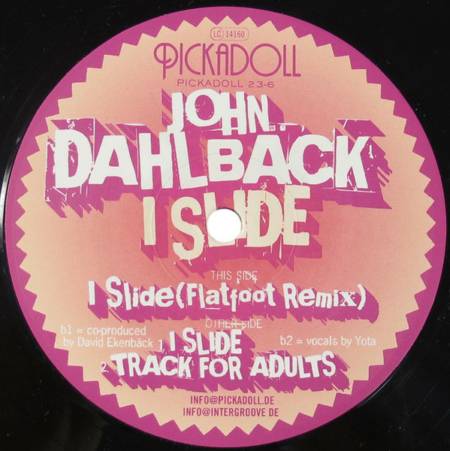 LC 14160
PICKADOLL
PICKADOLL 23-6
JOHN
DAHLBACK
I SLIDE
THIS SIDE
I Slide (Flatfoot Remix)
OTHER SIDE
b1 = co-produced
by David Ekenbäck
1 I SLIDE
b2 = vocals by Yota
2 TRACK FOR ADULTS
INFO@PICKADOLL.DE
INFO@INTERGROOVE DE